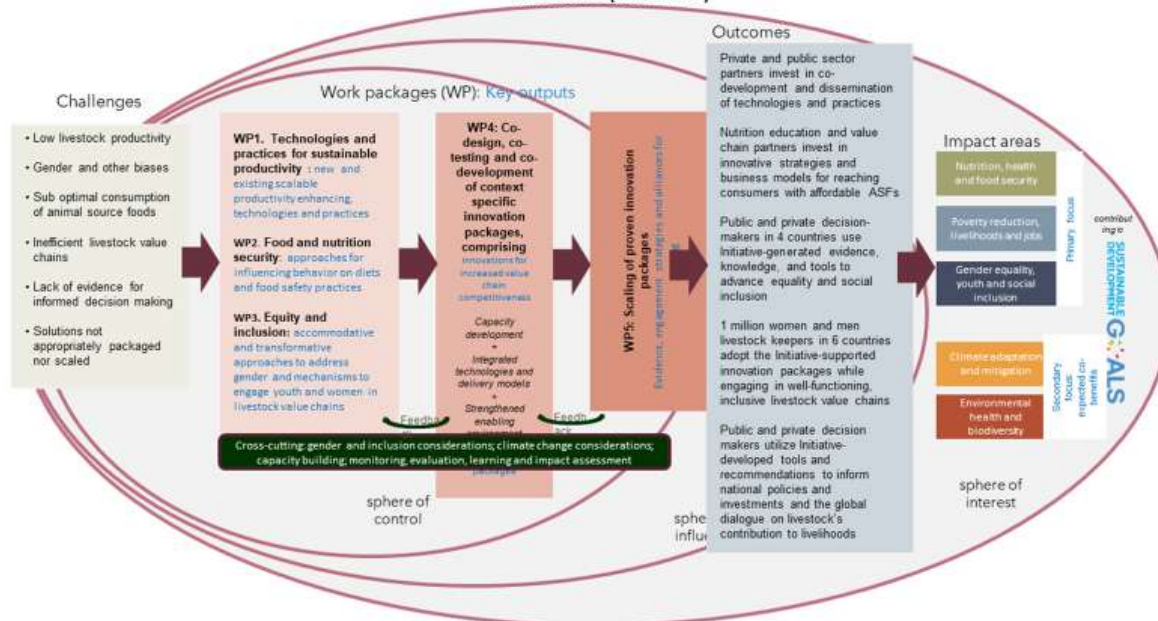 Outcomes
Challenges
Work packages (WP): Key outputs
Impact areas
• Low livestock productivity
• Gender and other biases
• Sub optimal consumption
of animal source foods
• Inefficient livestock value
chains
• Lack of evidence for
informed decision making
• Solutions not
appropriately packaged
nor scaled
WP1. Technologies and
practices for sustainable
productivity : new and
existing scalable
productivity enhancing,
technologies and practices
WP2. Food and nutrition
security: approaches for
influencing behavior on diets
and food safety practices
WP3. Equity and
inclusion: accommodative
and transformative
approaches to address
gender and mechanisms to
engage youth and women in
livestock value chains
WP4: Co-
design, co-
testing and co-
development
of context
specific
innovation
packages,
comprising
innovations for
increased value
chain
competitiveness
Capacity
development
+
Integrated
technologies and
delivery models
+
Strengthened
enabling
packages
Feedba
Feedb
ack
Cross-cutting: gender and inclusion considerations; climate change considerations;
capacity building; monitoring, evaluation, learning and impact assessment
WP5: Scaling of proven innovation
packages
Evidence, engagement strategies and alliances for
Private and public sector
partners invest in co-
development and dissemination
of technologies and practices
Nutrition education and value
chain partners invest in
innovative strategies and
business models for reaching
consumers with affordable ASFs
Public and private decision-
makers in 4 countries use
Initiative-generated evidence,
knowledge, and tools to
advance equality and social
inclusion
1 million women and men
livestock keepers in 6 countries
adopt the Initiative-supported
innovation packages while
engaging in well-functioning,
inclusive livestock value chains
Public and private decision
makers utilize Initiative-
developed tools and
recommendations to inform
national policies and
investments and the global
dialogue on livestock's
contribution to livelihoods
Nutrition, health
and food security
Poverty reduction,
livelihoods and jobs
Gender equality,
youth and social
inclusion
Primary focus
Climate adaptation
and mitigation
Environmental
health and
biodiversity
Secondary
focus:
expected co-
benefits
contribut
ing to
SUSTAINABLE
DEVELOPMENT
GOALS
sphere of
control
sphe
influ
sphere of
interest